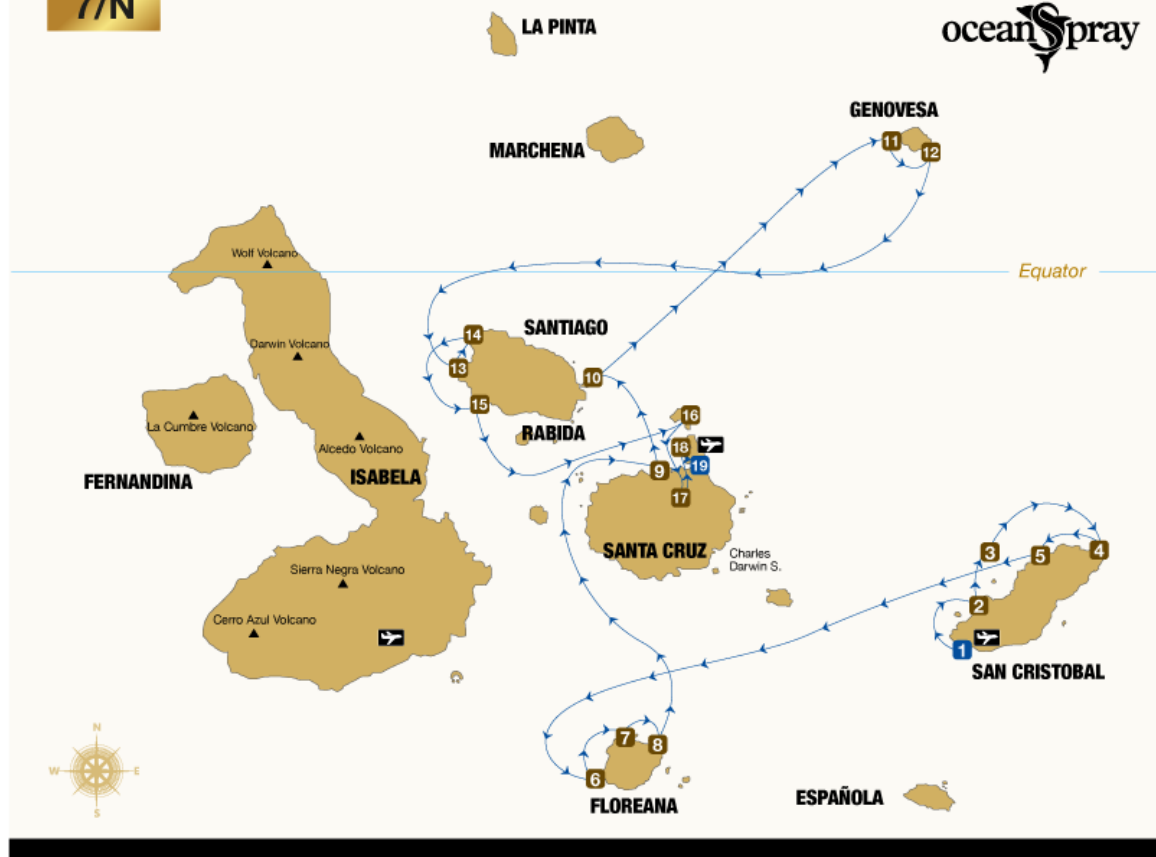 7/N
LA PINTA
oceanSpray
GENOVESA
11
12
MARCHENA
Wolf Volcano
Equator
14
SANTIAGO
Darwin Volcano
13
10
15
16
La Cumbre Volcano
RABIDA
18
Alcedo Volcano
19
9
FERNANDINA
ISABELA
17
SANTA CRUZ
Charles
Darwin S.
3
5
4
Sierra Negra Volcano
2
Cerro Azul Volcano
1
SAN CRISTOBAL
N
7
8
W
E
6
S
FLOREANA
ESPAÑOLA